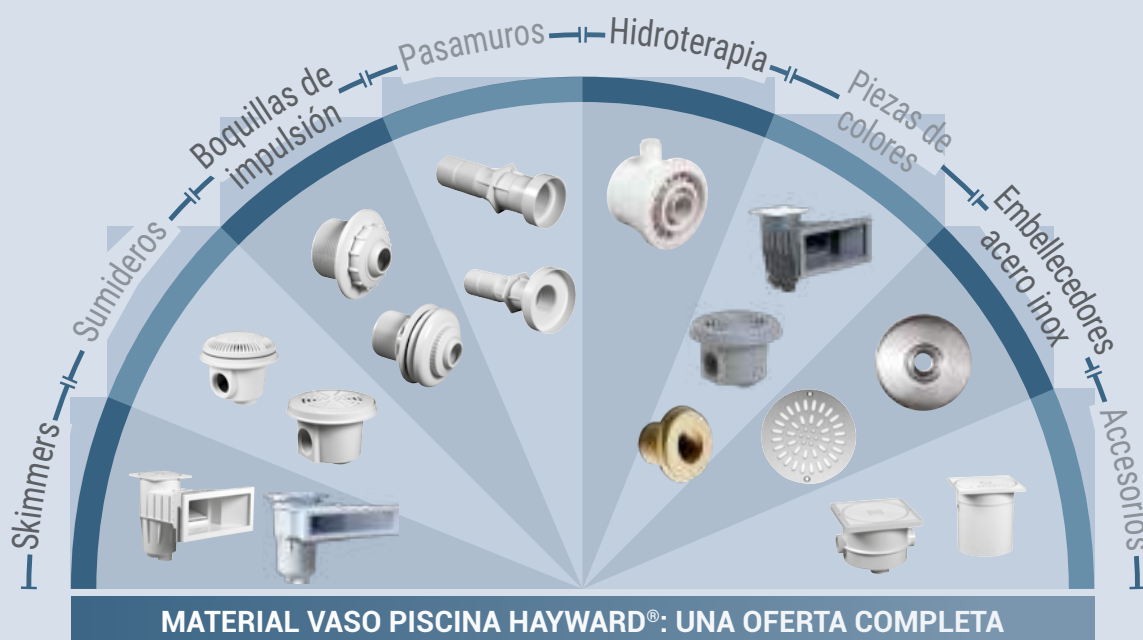 Skimmers
Sumideros
Boquillas de
impulsión
Pasamuros
Hidroterapia
Piezas de
colores
Embellecedores
acero inox
Accesorios
MATERIAL VASO PISCINA HAYWARD®: UNA OFERTA COMPLETA